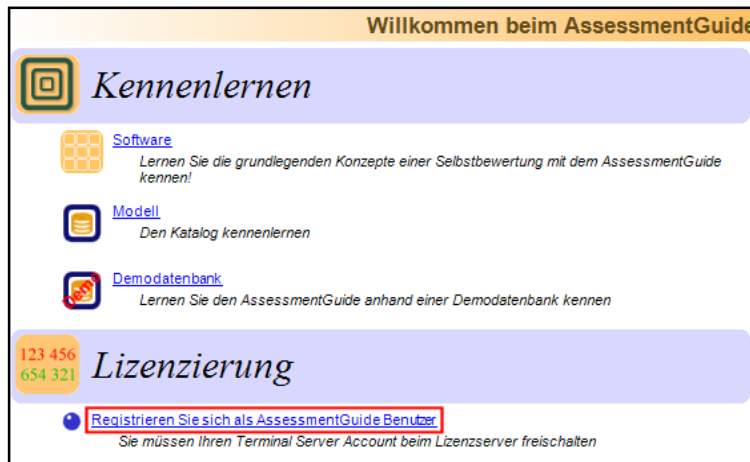 Willkommen beim AssessmentGuide
Kennenlernen
Software
Lernen Sie die grundlegenden Konzepte einer Selbstbewertung mit dem AssessmentGuide
kennen!
Modell
Den Katalog kennenlernen
Demo
Demodatenbank
Lernen Sie den AssessmentGuide anhand einer Demodatenbank kennen
123 456
654 321
Lizenzierung
Registrieren Sie sich als AssessmentGuide Benutzer
Sie müssen Ihren Terminal Server Account beim Lizenzserver freischalten